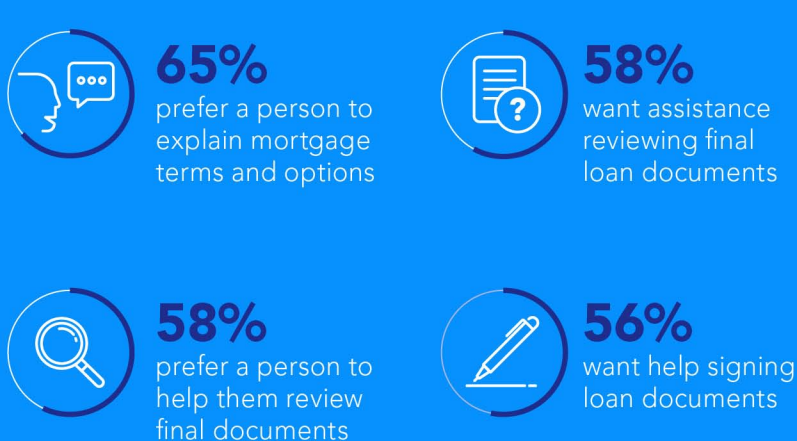 65%
prefer a person to
explain mortgage
terms and options
58%
want assistance
reviewing final
loan documents
58%
prefer a person to
help them review
final documents
56%
want help signing
loan documents
?